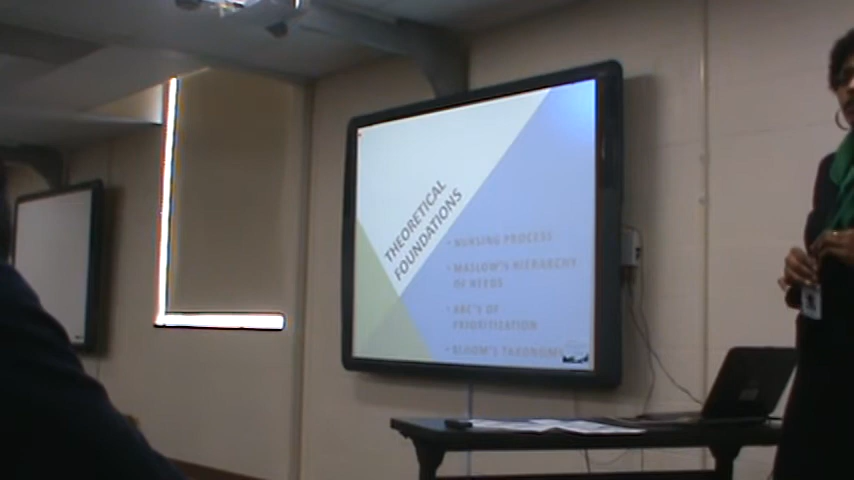 THEORETICAL
FOUNDATIONS
• NURSING PROCESS
• MASLOW'S HIERARCHY
OF NEEDS
• ABC'S OF
PRIORITIZATION
• BLOOM'S TAXONOMY